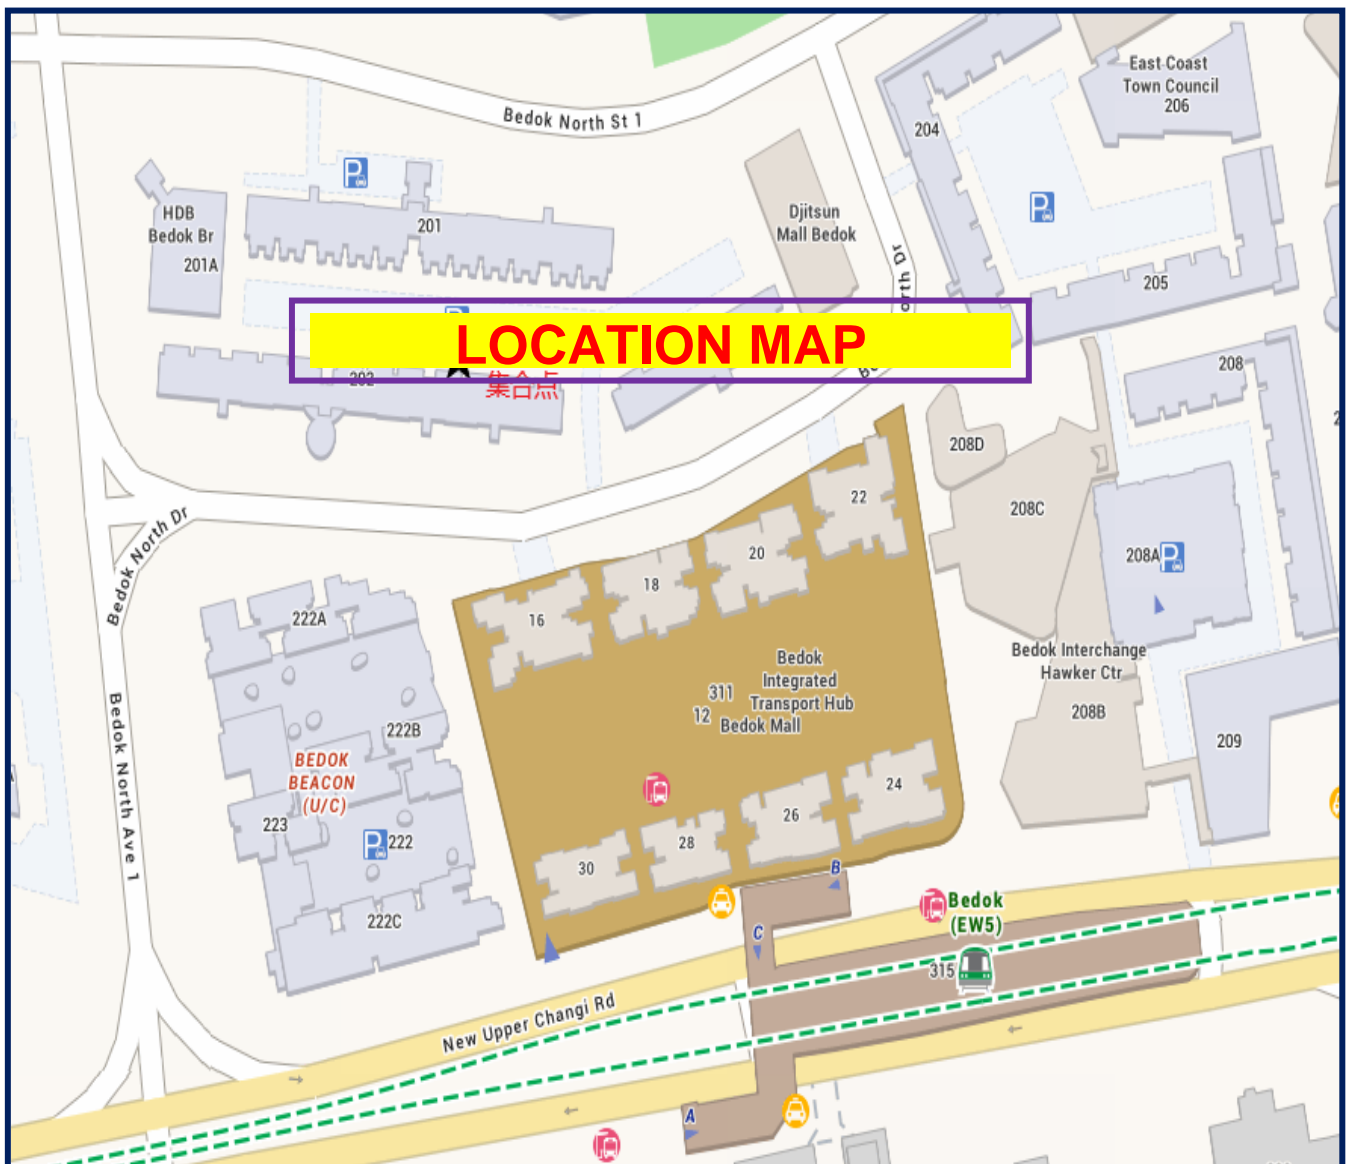 East Coast
Town Council
206
Bedok North St 1
204
HDB
Bedok Br
201A
201
Djitsun
Mall Bedok
205
orth Dr
LOCATION MAP
集合点
202
208
208D
22
208C
20
208A
18
16
Bedok North Dr
222A
Bedok Interchange
Hawker Ctr
Bedok
Integrated
Transport Hub
311
12
Bedok Mall
208B
209
222B
BEDOK
BEACON
(U/C)
24
26
223
222
28
30
B
222C
Bedok North Ave 1
C
Bedok
(EW5)
315
New Upper Changi Rd
A